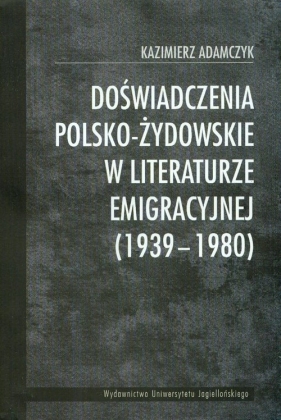 KAZIMIERZ ADAMCZYK
DOŚWIADCZENIA
POLSKO-ŻYDOWSKIE
W LITERATURZE
EMIGRACYJNEJ
(1939–1980)
Wydawnictwo Uniwersytetu Jagiellońskiego